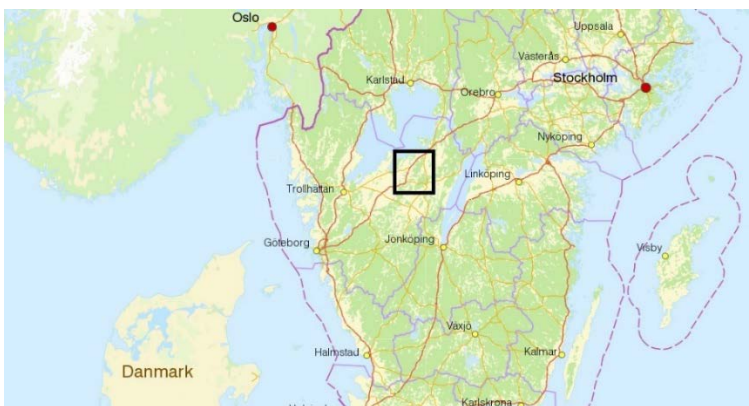 Oslo
Uppsala
Västerås
Karlstad
Stockholm
Örebro
Nyköping
Linköping
Trollhättan
Göteborg
Jönköping
Visby
Växjö
Halmstad
Kalmar
Danmark
Karlskrona